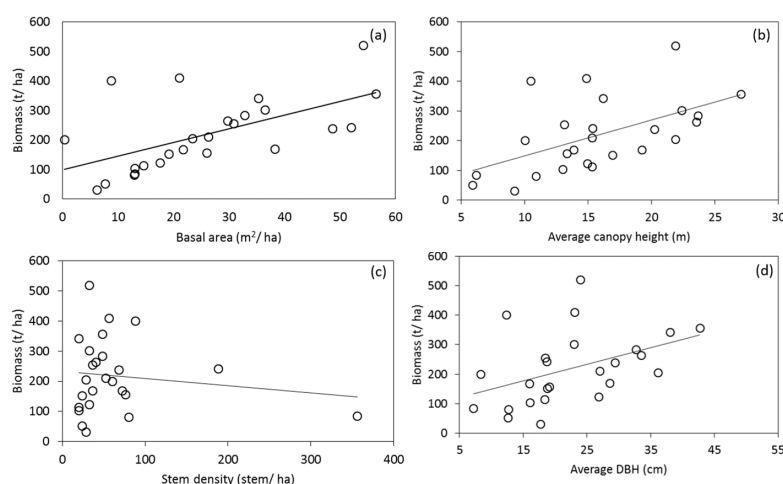 (a)
Biomass (t/ ha)
600
500
400
300
200
100
0
0 10 20 30 40 50 60
Basal area (m²/ ha)
(b)
Biomass (t/ ha)
600
500
400
300
200
100
0
5 10 15 20 25 30
Average canopy height (m)
(c)
Biomass (t/ ha)
600
500
400
300
200
100
0
0 100 200 300 400
Stem density (stem/ ha)
(d)
Biomass (t/ ha)
600
500
400
300
200
100
0
5 15 25 35 45 55
Average DBH (cm)